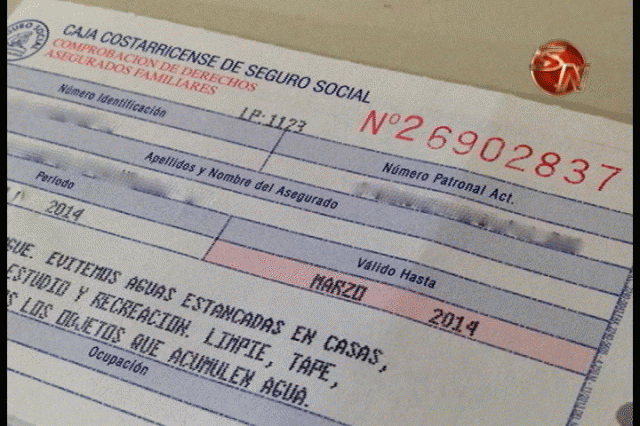 CAJA COSTARRICENSE DE SEGURO SOCIAL
COMPROBACION DE DERECHOS
ASEGURADOS FAMILIARES
Número Identificación
LP:1123
Nº26902837
Apellidos y Nombre del Asegurado
Número Patronal Act.
Período
2014
Válido Hasta
MARZO 2014
EVITEMOS AGUAS ESTANCADAS EN CASAS,
ESTUDIO Y RECREACION. LIMPIE, TAPE,
LOS OBJETOS QUE ACUMULEN AGUA.
Ocupación